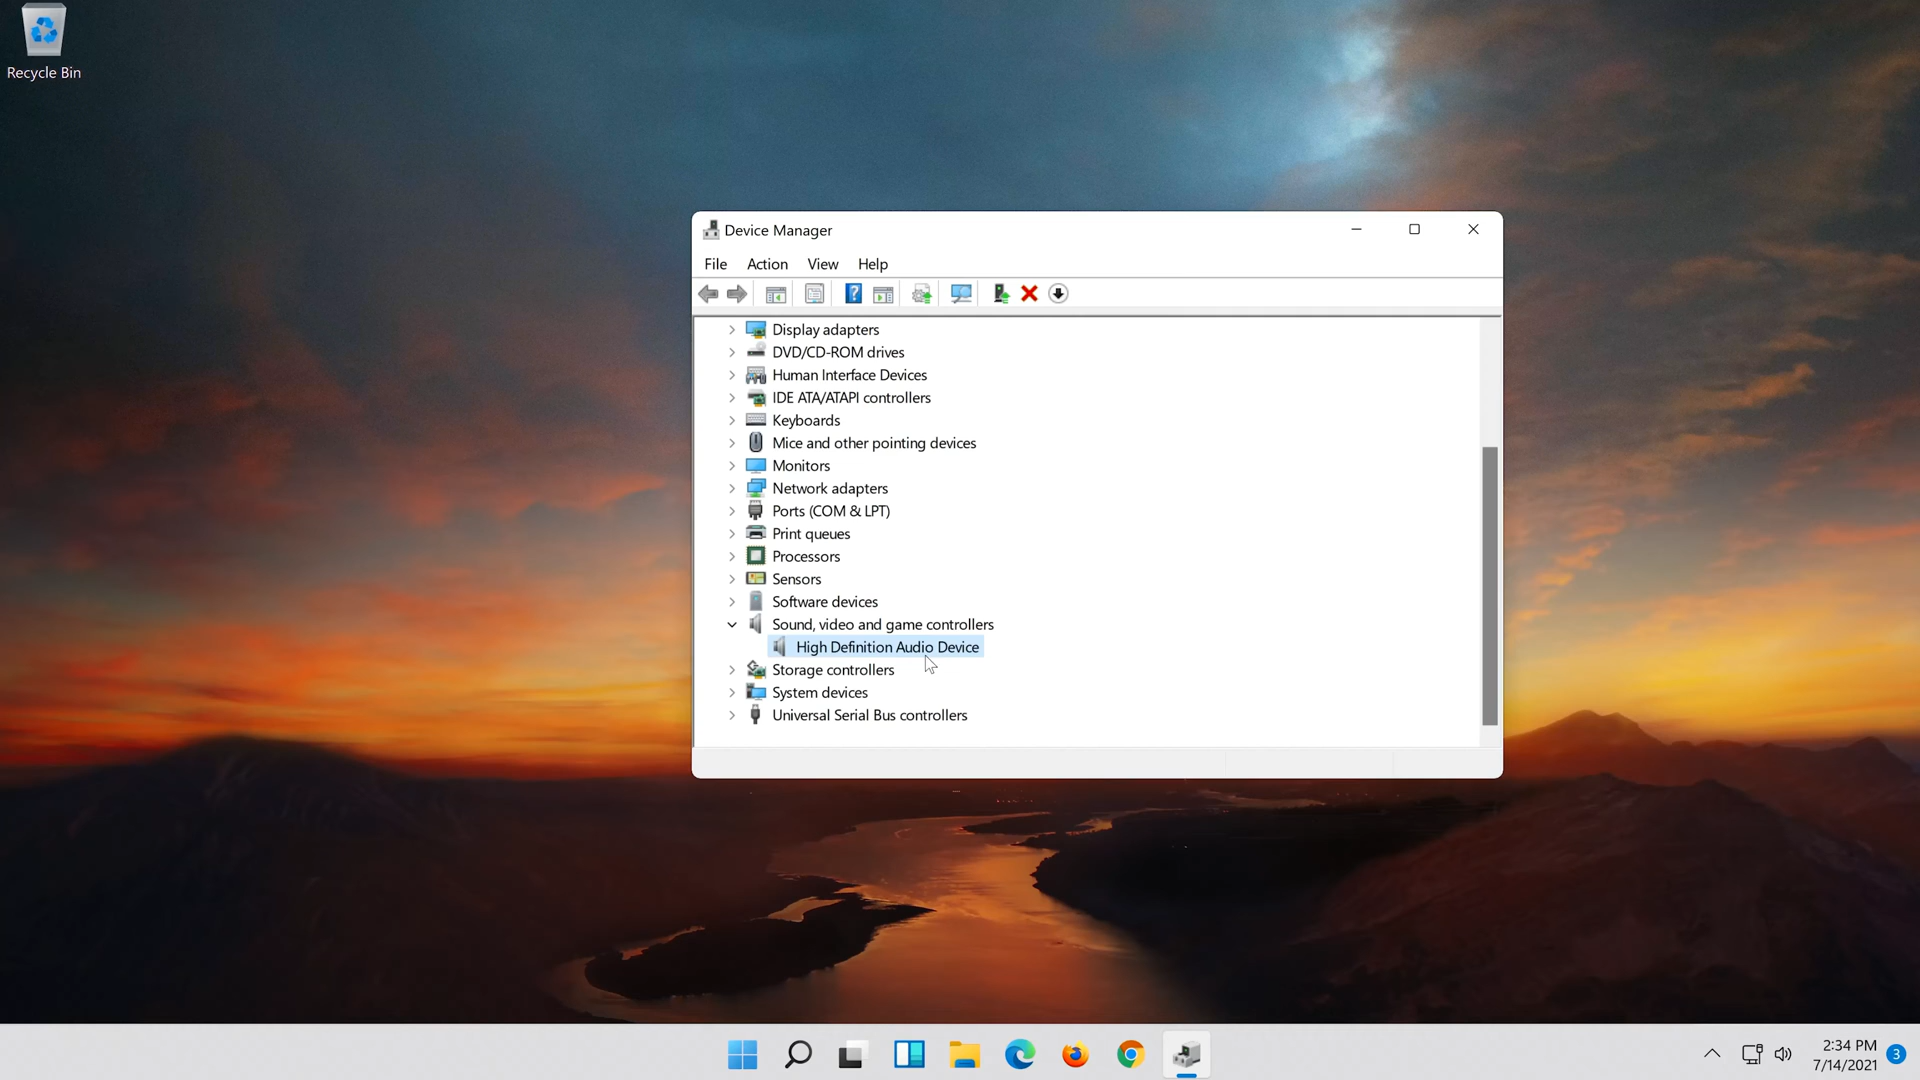 Recycle Bin
Device Manager
File Action View Help
Display adapters
DVD/CD-ROM drives
Human Interface Devices
IDE ATA/ATAPI controllers
Keyboards
Mice and other pointing devices
Monitors
Network adapters
Ports (COM & LPT)
Print queues
Processors
Sensors
Software devices
Sound, video and game controllers
High Definition Audio Device
Storage controllers
System devices
Universal Serial Bus controllers
2:34 PM
7/14/2021
3